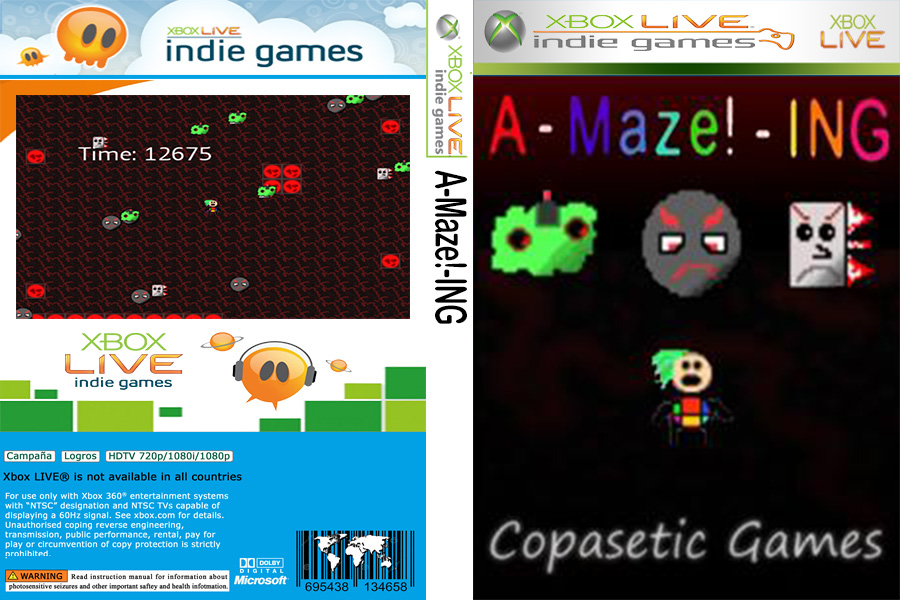 XBOX LIVE
indie games
Time: 12675
XBOX
LIVE
indie games
Campaña Logros HDTV 720p/1080i/1080p
Xbox LIVE® is not available in all countries
For use only with Xbox 360® entertainment systems
with "NTSC" designation and NTSC TVs capable of
displaying a 60Hz signal. See xbox.com for details.
Unauthorised coping reverse engineering,
transmission, public performance, rental, pay for
play or circumvention of copy protection is strictly
prohibited.
WARNING Read instruction manual for information about
photosensitive seizures and other important saftey and health infotmation.
DOLBY
DIGITAL
Microsoft
695438 134658
XBOX LIVE
indie games
A-Maze!-ING
XBOX LIVE
indie games
XBOX
LIVE
A - Maze! - ING
Copasetic Games